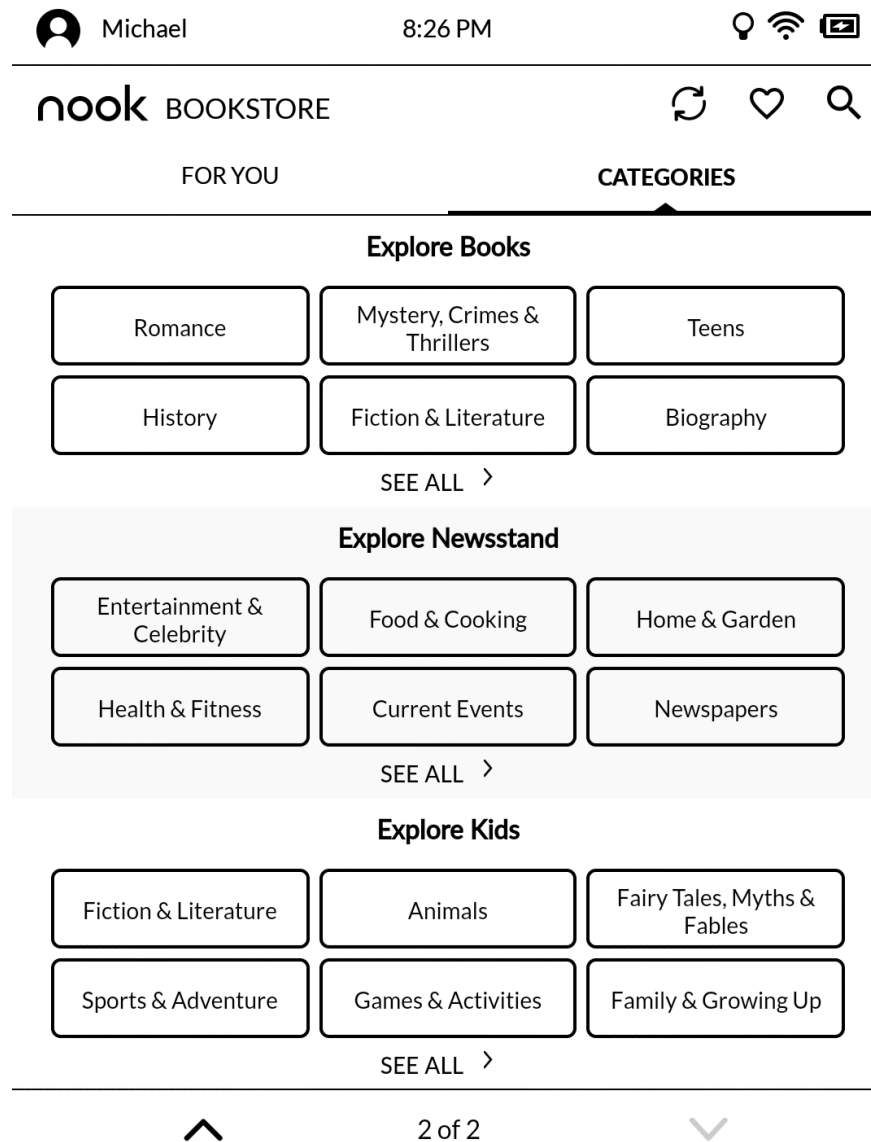 Michael
8:26 PM
nook BOOKSTORE
FOR YOU
CATEGORIES
Explore Books
Romance
Mystery, Crimes &
Thrillers
Teens
History
Fiction & Literature
Biography
SEE ALL
Explore Newsstand
Entertainment &
Celebrity
Food & Cooking
Home & Garden
Health & Fitness
Current Events
Newspapers
SEE ALL
Explore Kids
Fiction & Literature
Animals
Fairy Tales, Myths &
Fables
Sports & Adventure
Games & Activities
Family & Growing Up
SEE ALL
2 of 2